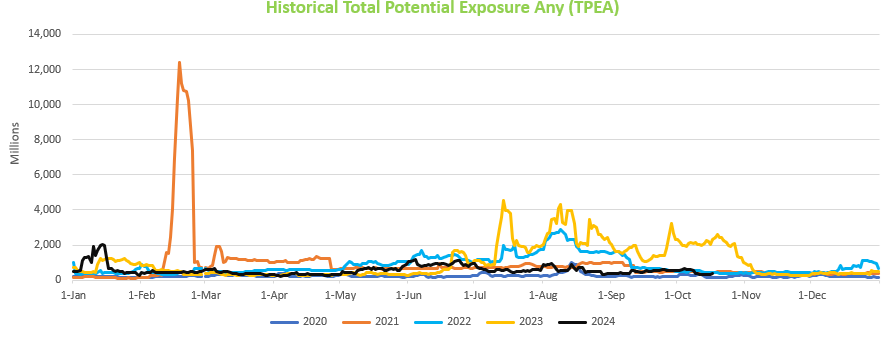 Historical Total Potential Exposure Any (TPEA)
14,000
12,000
10,000
8,000
6,000
4,000
2,000
0
Millions
1-Jan 1-Feb 1-Mar 1-Apr 1-May 1-Jun 1-Jul 1-Aug 1-Sep 1-Oct 1-Nov 1-Dec
2020 2021 2022 2023 2024